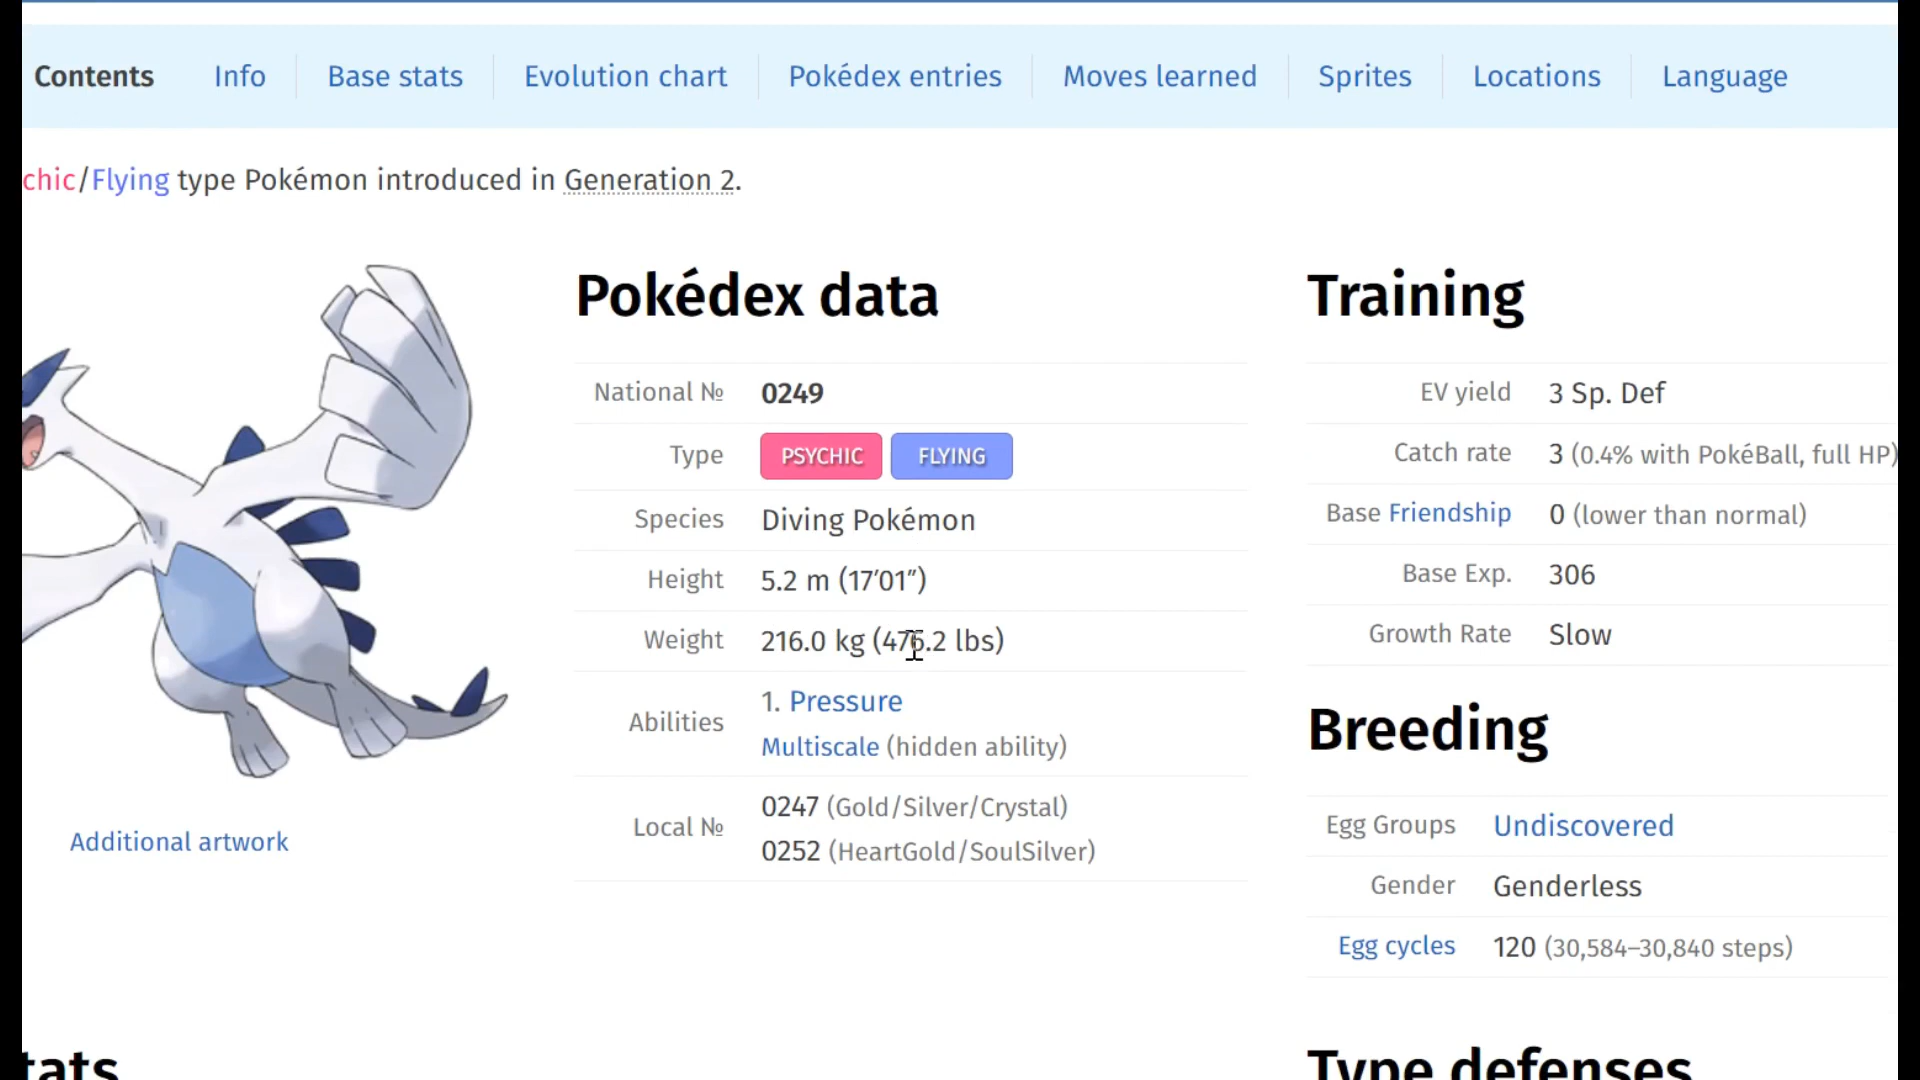 Contents Info Base stats Evolution chart Pokédex entries Moves learned Sprites Locations Language
chic/Flying type Pokémon introduced in Generation 2.
Pokédex data
National № 0249
Type PSYCHIC FLYING
Species Diving Pokémon
Height 5.2 m (17′01″)
Weight 216.0 kg (476.2 lbs)
Abilities
1. Pressure
Multiscale (hidden ability)
Local №
0247 (Gold/Silver/Crystal)
0252 (HeartGold/SoulSilver)
Additional artwork
Training
EV yield 3 Sp. Def
Catch rate 3 (0.4% with PokéBall, full HP)
Base Friendship 0 (lower than normal)
Base Exp. 306
Growth Rate Slow
Breeding
Egg Groups Undiscovered
Gender Genderless
Egg cycles 120 (30,584–30,840 steps)
tats
Type defenses